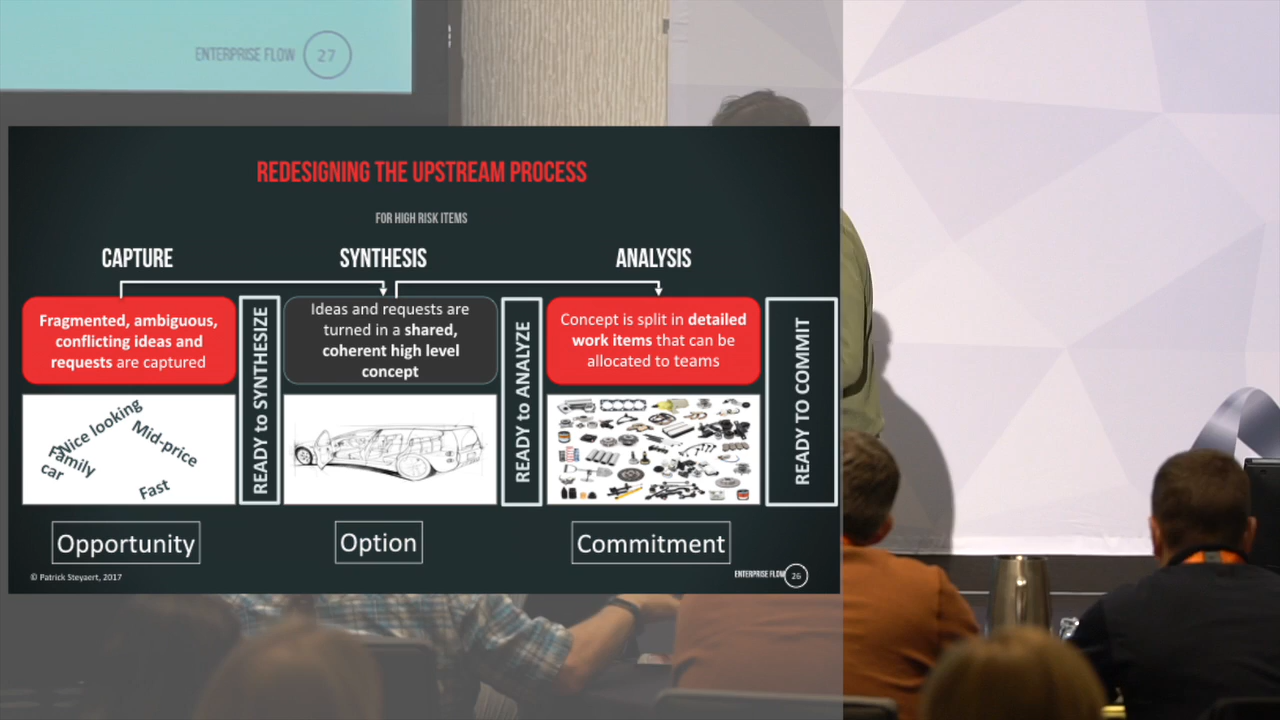 ENTERPRISE FLOW 27
REDESIGNING THE UPSTREAM PROCESS
FOR HIGH RISK ITEMS
CAPTURE
SYNTHESIS
ANALYSIS
Fragmented, ambiguous,
conflicting ideas and
requests are captured
READY to SYNTHESIZE
Ideas and requests are
turned in a shared,
coherent high level
concept
READY to ANALYZE
Concept is split in detailed
work items that can be
allocated to teams
READY TO COMMIT
Nice looking
Mid-price
Family
car
Fast
Opportunity
Option
Commitment
© Patrick Steyaert, 2017
ENTERPRISE FLOW 26